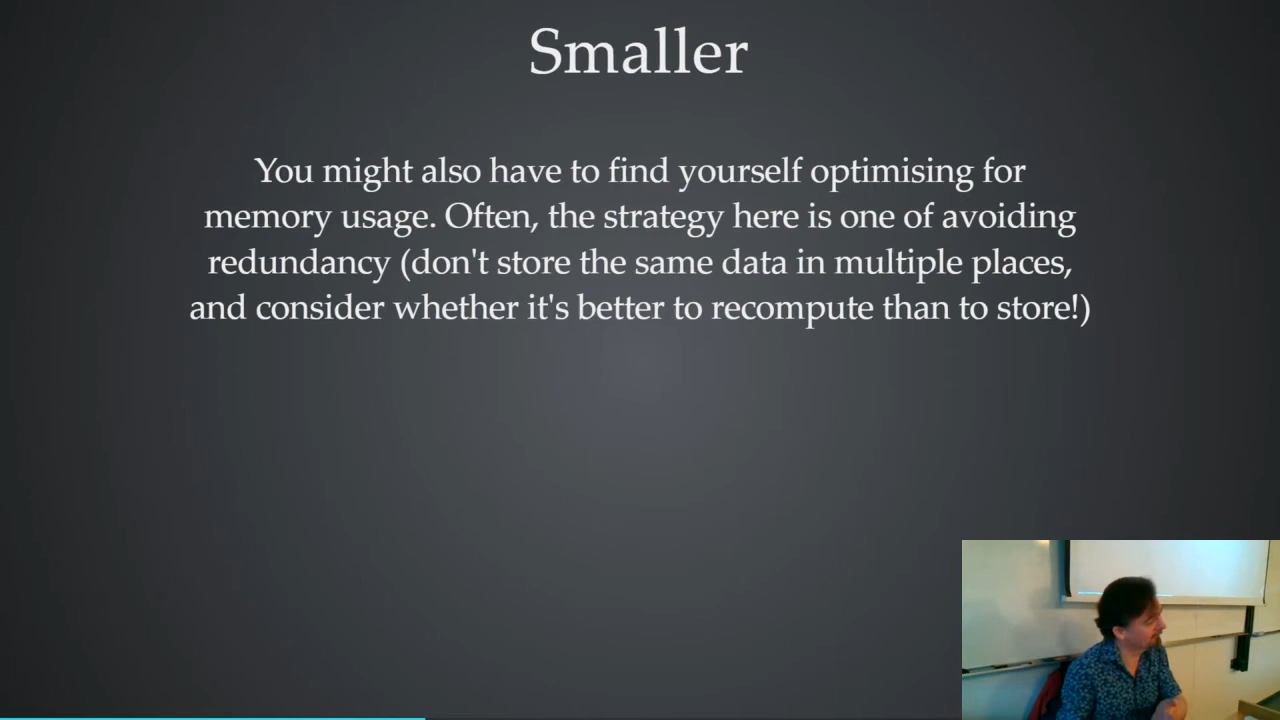 Smaller
You might also have to find yourself optimising for
memory usage. Often, the strategy here is one of avoiding
redundancy (don't store the same data in multiple places,
and consider whether it's better to recompute than to store!)